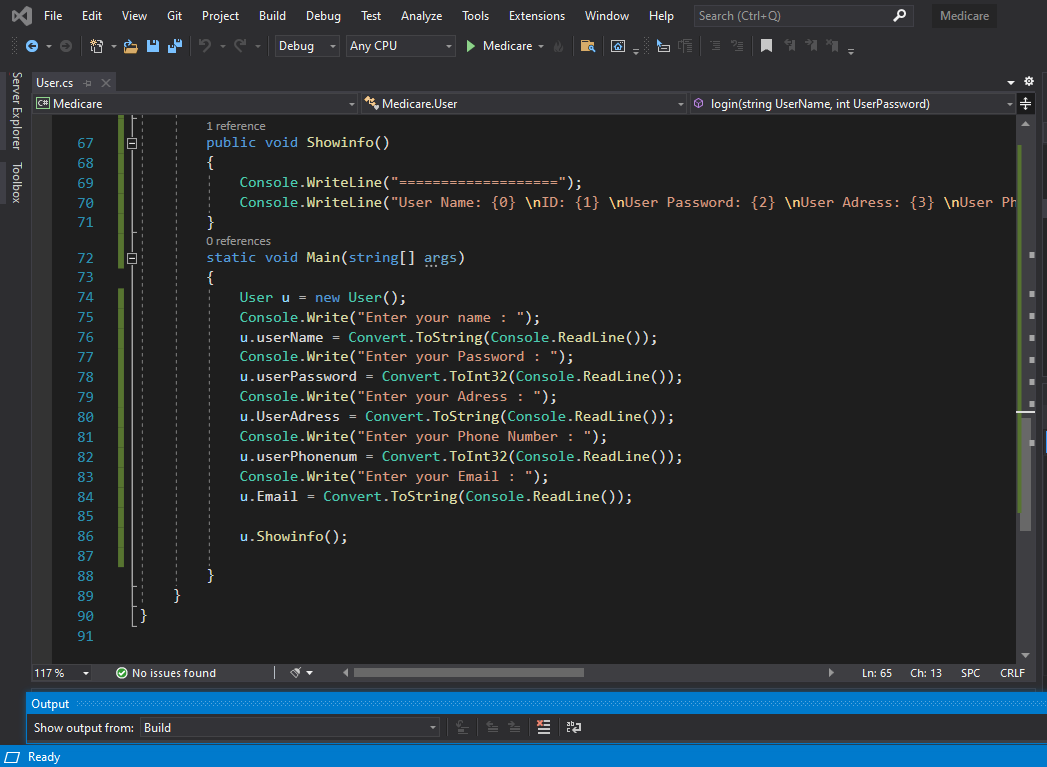 File Edit View Git Project Build Debug Test Analyze Tools Extensions Window Help Search (Ctrl+Q) Medicare
Debug Any CPU Medicare
Server Explorer
Toolbox
User.cs
C# Medicare Medicare.User login(string UserName, int UserPassword)
1 reference
67 public void Showinfo()
68 {
69 Console.WriteLine("===================");
70 Console.WriteLine("User Name: {0} \nID: {1} \nUser Password: {2} \nUser Adress: {3} \nUser Ph
71 }
0 references
72 static void Main(string[] args)
73 {
74 User u = new User();
75 Console.Write("Enter your name : ");
76 u.userName = Convert.ToString(Console.ReadLine());
77 Console.Write("Enter your Password : ");
78 u.userPassword = Convert.ToInt32(Console.ReadLine());
79 Console.Write("Enter your Adress : ");
80 u.UserAdress = Convert.ToString(Console.ReadLine());
81 Console.Write("Enter your Phone Number : ");
82 u.userPhonenum = Convert.ToInt32(Console.ReadLine());
83 Console.Write("Enter your Email : ");
84 u.Email = Convert.ToString(Console.ReadLine());
85
86 u.Showinfo();
87
88 }
89 }
90 }
91
117 % No issues found Ln: 65 Ch: 13 SPC CRLF
Output
Show output from: Build
Ready